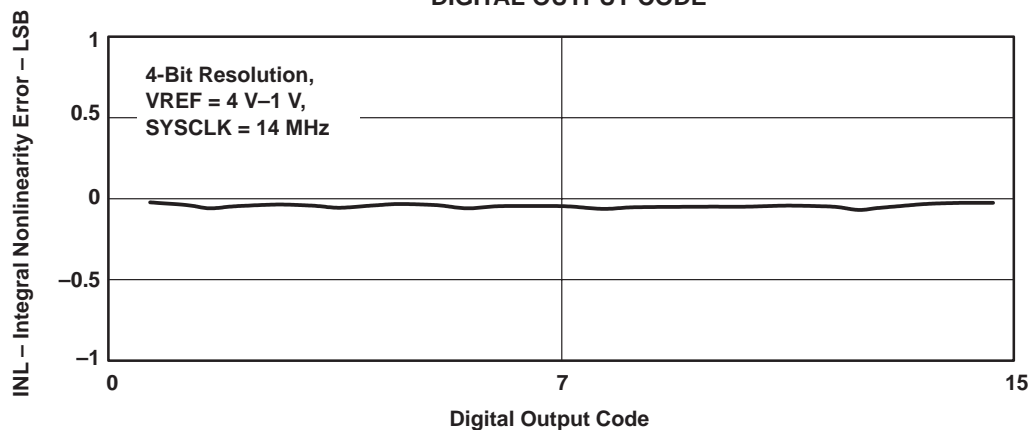 DIGITAL OUTPUT CODE
INL – Integral Nonlinearity Error – LSB
1
0.5
0
–0.5
–1
4-Bit Resolution,
VREF = 4 V–1 V,
SYSCLK = 14 MHz
0
7
15
Digital Output Code